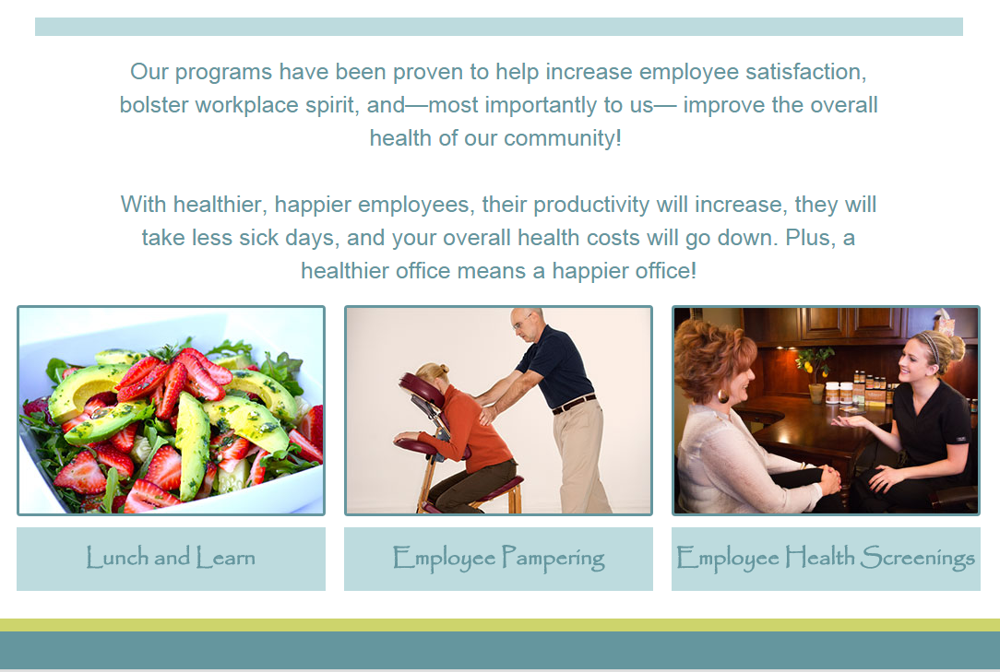 Our programs have been proven to help increase employee satisfaction,
bolster workplace spirit, and—most importantly to us— improve the overall
health of our community!
With healthier, happier employees, their productivity will increase, they will
take less sick days, and your overall health costs will go down. Plus, a
healthier office means a happier office!
Lunch and Learn
Employee Pampering
Employee Health Screenings